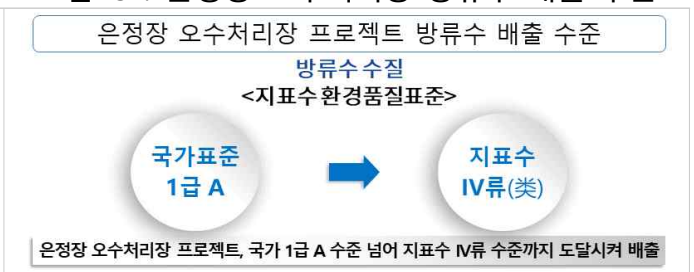 은정장 오수처리장 프로젝트 방류수 배출 수준
방류수 수질
<지표수 환경품질표준>
국가표준
1급 A
지표수
IV류(类)
은정장 오수처리장 프로젝트, 국가 1급 A 수준 넘어 지표수 IV류 수준까지 도달시켜 배출